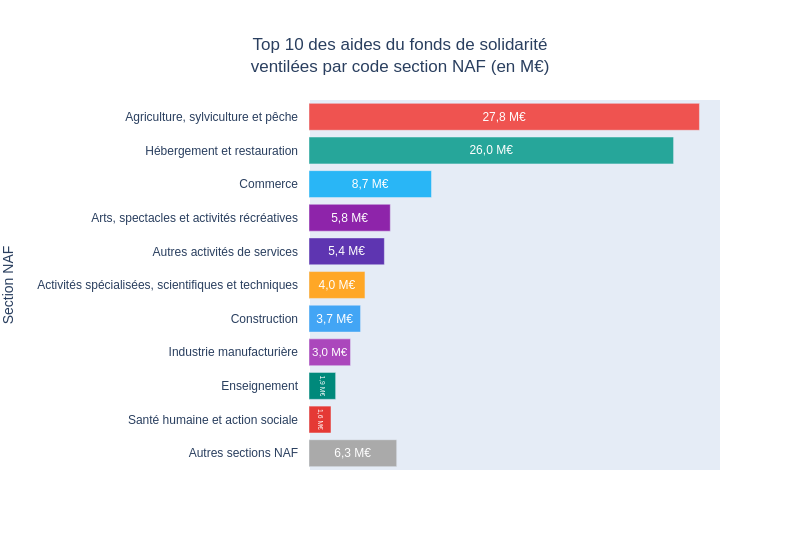 Top 10 des aides du fonds de solidarité
ventilées par code section NAF (en M€)
Section NAF
Agriculture, sylviculture et pêche 27,8 M€
Hébergement et restauration 26,0 M€
Commerce 8,7 M€
Arts, spectacles et activités récréatives 5,8 M€
Autres activités de services 5,4 M€
Activités spécialisées, scientifiques et techniques 4,0 M€
Construction 3,7 M€
Industrie manufacturière 3,0 M€
Enseignement 1,9 M€
Santé humaine et action sociale 1,6 M€
Autres sections NAF 6,3 M€